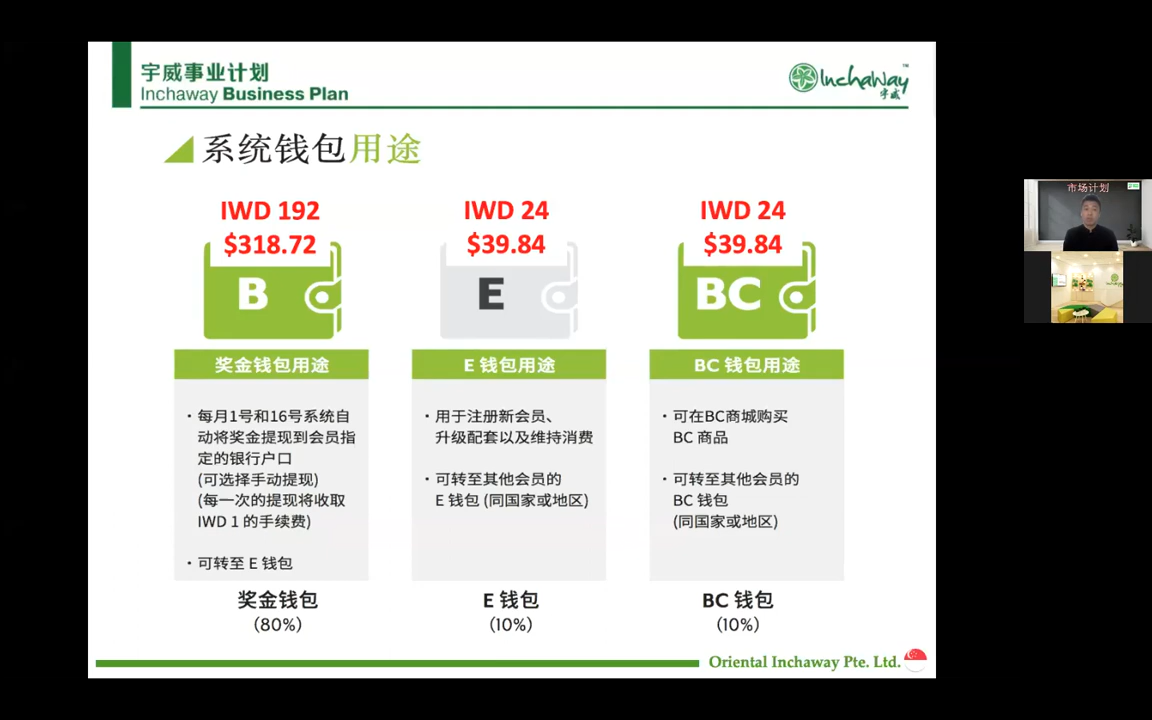 宇威事业计划
Inchaway Business Plan
InchaWay™
宇威
系统钱包用途
IWD 192
$318.72
B
奖金钱包用途
· 每月1号和16号系统自
动将奖金提现到会员指
定的银行户口
(可选择手动提现)
(每一次的提现将收取
IWD 1 的手续费)
· 可转至 E 钱包
奖金钱包
(80%)
IWD 24
$39.84
E
E 钱包用途
· 用于注册新会员、
升级配套以及维持消费
· 可转至其他会员的
E 钱包 (同国家或地区)
E 钱包
(10%)
IWD 24
$39.84
BC
BC 钱包用途
· 可在BC商城购买
BC 商品
· 可转至其他会员的
BC 钱包
(同国家或地区)
BC 钱包
(10%)
Oriental Inchaway Pte. Ltd.
市场计划